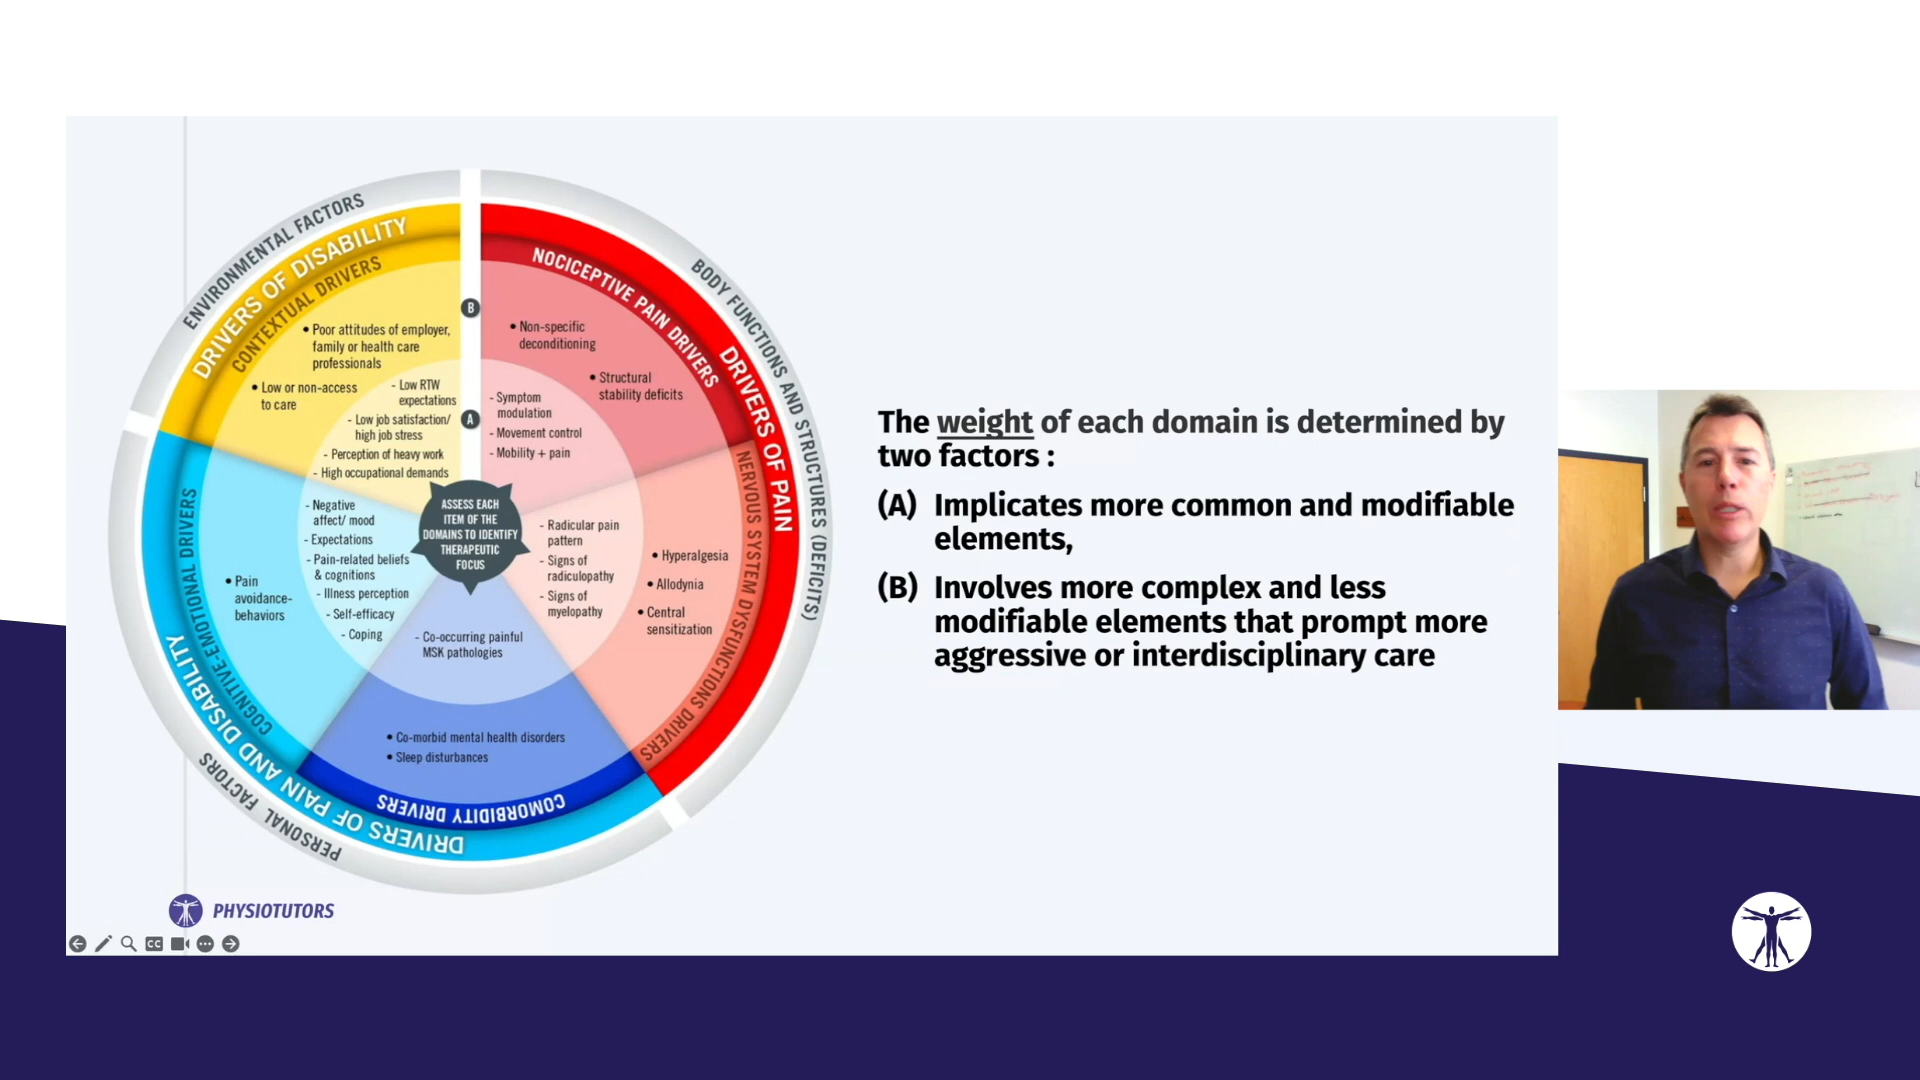 ENVIRONMENTAL FACTORS
DRIVERS OF DISABILITY
CONTEXTUAL DRIVERS
• Poor attitudes of employer,
family or health care
professionals
• Low or non-access
to care
- Low RTW
expectations
- Low job satisfaction/
high job stress
- Perception of heavy work
- High occupational demands
B
A
BODY FUNCTIONS AND STRUCTURES (DEFICITS)
DRIVERS OF PAIN
NOCICEPTIVE PAIN DRIVERS
• Non-specific
deconditioning
• Structural
stability deficits
- Symptom
modulation
- Movement control
- Mobility + pain
NERVOUS SYSTEM DYSFUNCTIONS DRIVERS
- Radicular pain
pattern
- Signs of
radiculopathy
- Signs of
myelopathy
• Hyperalgesia
• Allodynia
• Central
sensitization
ASSESS EACH
ITEM OF THE
DOMAINS TO IDENTIFY
THERAPEUTIC
FOCUS
COGNITIVE-EMOTIONAL DRIVERS
- Negative
affect/ mood
- Expectations
- Pain-related beliefs
& cognitions
- Illness perception
- Self-efficacy
- Coping
• Pain
avoidance-
behaviors
- Co-occurring painful
MSK pathologies
• Co-morbid mental health disorders
• Sleep disturbances
COMORBIDITY DRIVERS
DRIVERS OF PAIN AND DISABILITY
PERSONAL FACTORS
The weight of each domain is determined by
two factors :
(A) Implicates more common and modifiable
elements,
(B) Involves more complex and less
modifiable elements that prompt more
aggressive or interdisciplinary care
PHYSIOTUTORS
CC